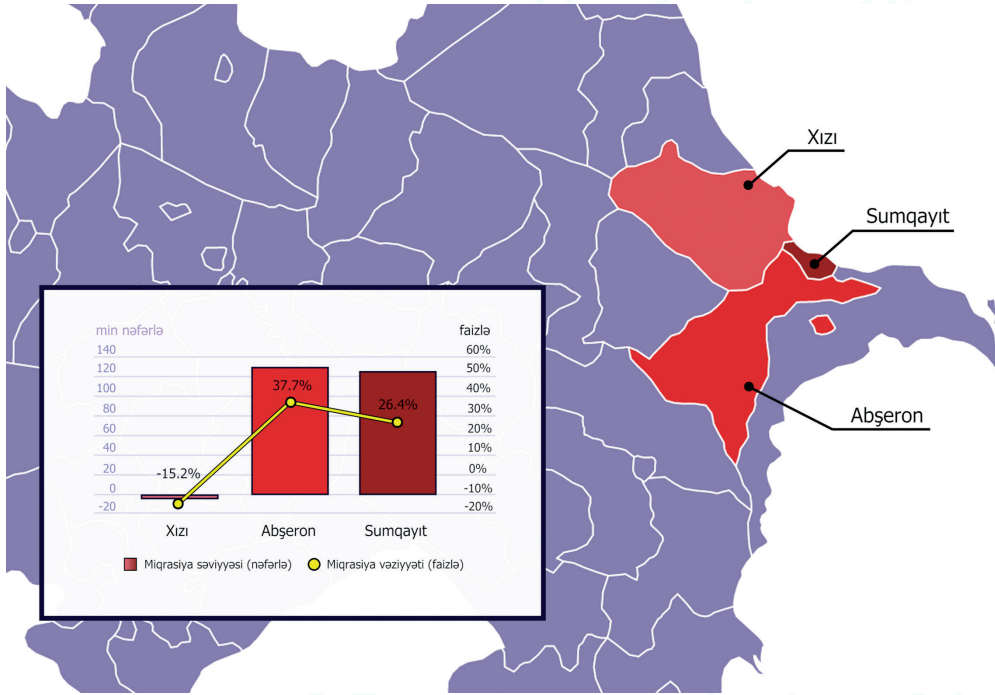 Xızı
Sumqayıt
Abşeron
min nəfərlə
faizlə
140
60%
120
50%
100
40%
80
30%
60
20%
40
10%
20
0%
0
-10%
-20
-20%
-15.2%
37.7%
26.4%
Xızı
Abşeron
Sumqayıt
Miqrasiya səviyyəsi (nəfərlə)
Miqrasiya vəziyyəti (faizlə)